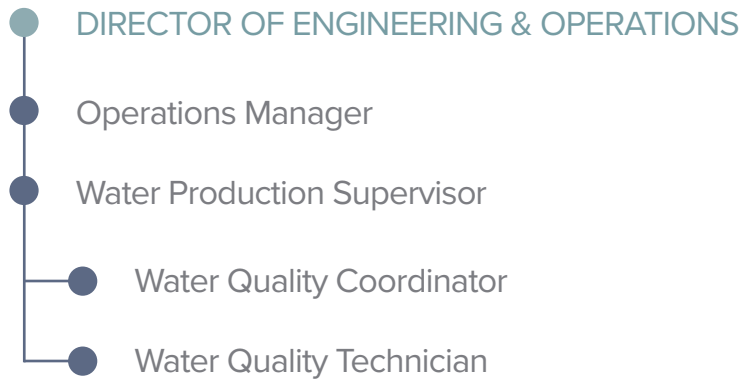 DIRECTOR OF ENGINEERING & OPERATIONS
Operations Manager
Water Production Supervisor
Water Quality Coordinator
Water Quality Technician